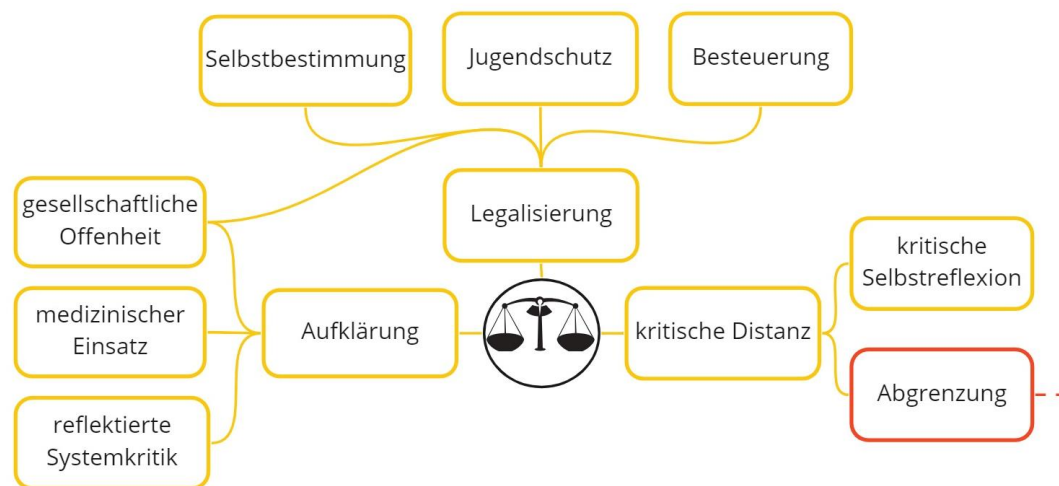 Selbstbestimmung
Jugendschutz
Besteuerung
gesellschaftliche
Offenheit
Legalisierung
kritische
Selbstreflexion
medizinischer
Einsatz
Aufklärung
kritische Distanz
Abgrenzung
reflektierte
Systemkritik